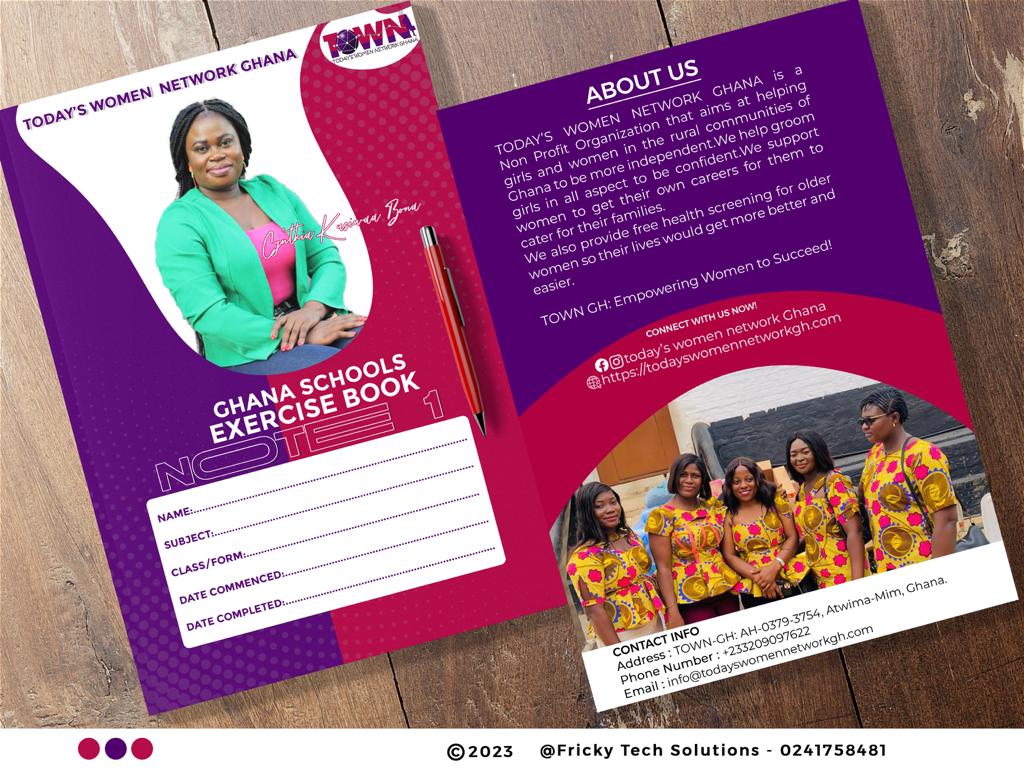 TODAY'S WOMEN NETWORK GHANA
TOWN
TODAY'S WOMEN NETWORK GHANA
Cynthia Kusiwaa Bona
GHANA SCHOOLS
EXERCISE BOOK
NOTE 1
NAME:
SUBJECT:
CLASS/FORM:
DATE COMMENCED:
DATE COMPLETED:
ABOUT US
TODAY'S WOMEN NETWORK GHANA is a
Non Profit Organization that aims at helping
girls and women in the rural communities of
Ghana to be more independent.We help groom
girls in all aspect to be confident.We support
women to get their own careers for them to
cater for their families.
We also provide free health screening for older
women so their lives would get more better and
easier.
TOWN GH: Empowering Women to Succeed!
CONNECT WITH US NOW!
today's women network Ghana
https://todayswomennetworkgh.com
CONTACT INFO
Address : TOWN-GH: AH-0379-3754, Atwima-Mim, Ghana.
Phone Number : +233209097622
Email : info@todayswomennetworkgh.com
©2023 @Fricky Tech Solutions - 0241758481